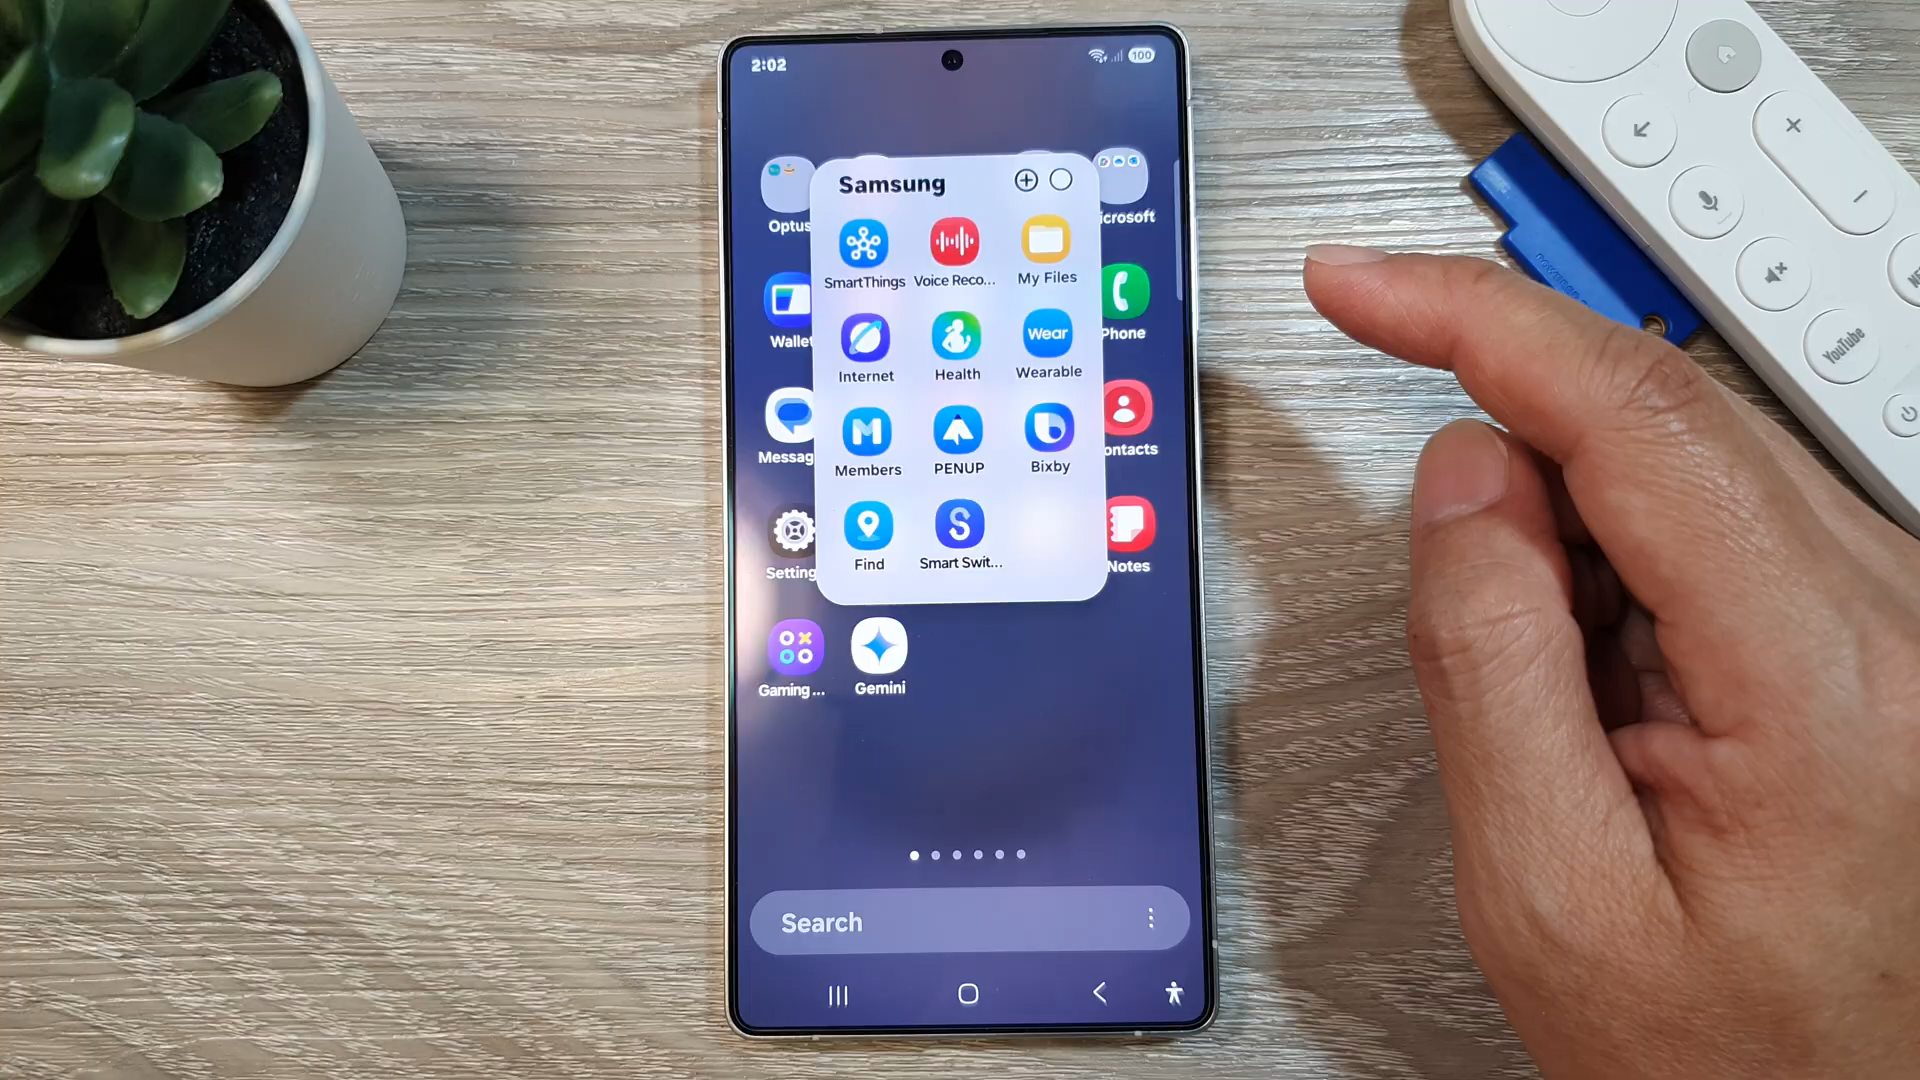 2:02
100
Samsung
Optus
icrosoft
SmartThings
Voice Reco...
My Files
Wallet
Internet
Health
Wear
Wearable
Phone
Messag
Members
PENUP
Bixby
ontacts
Setting
Find
Smart Swit...
Notes
Gaming ...
Gemini
Search
YouTube